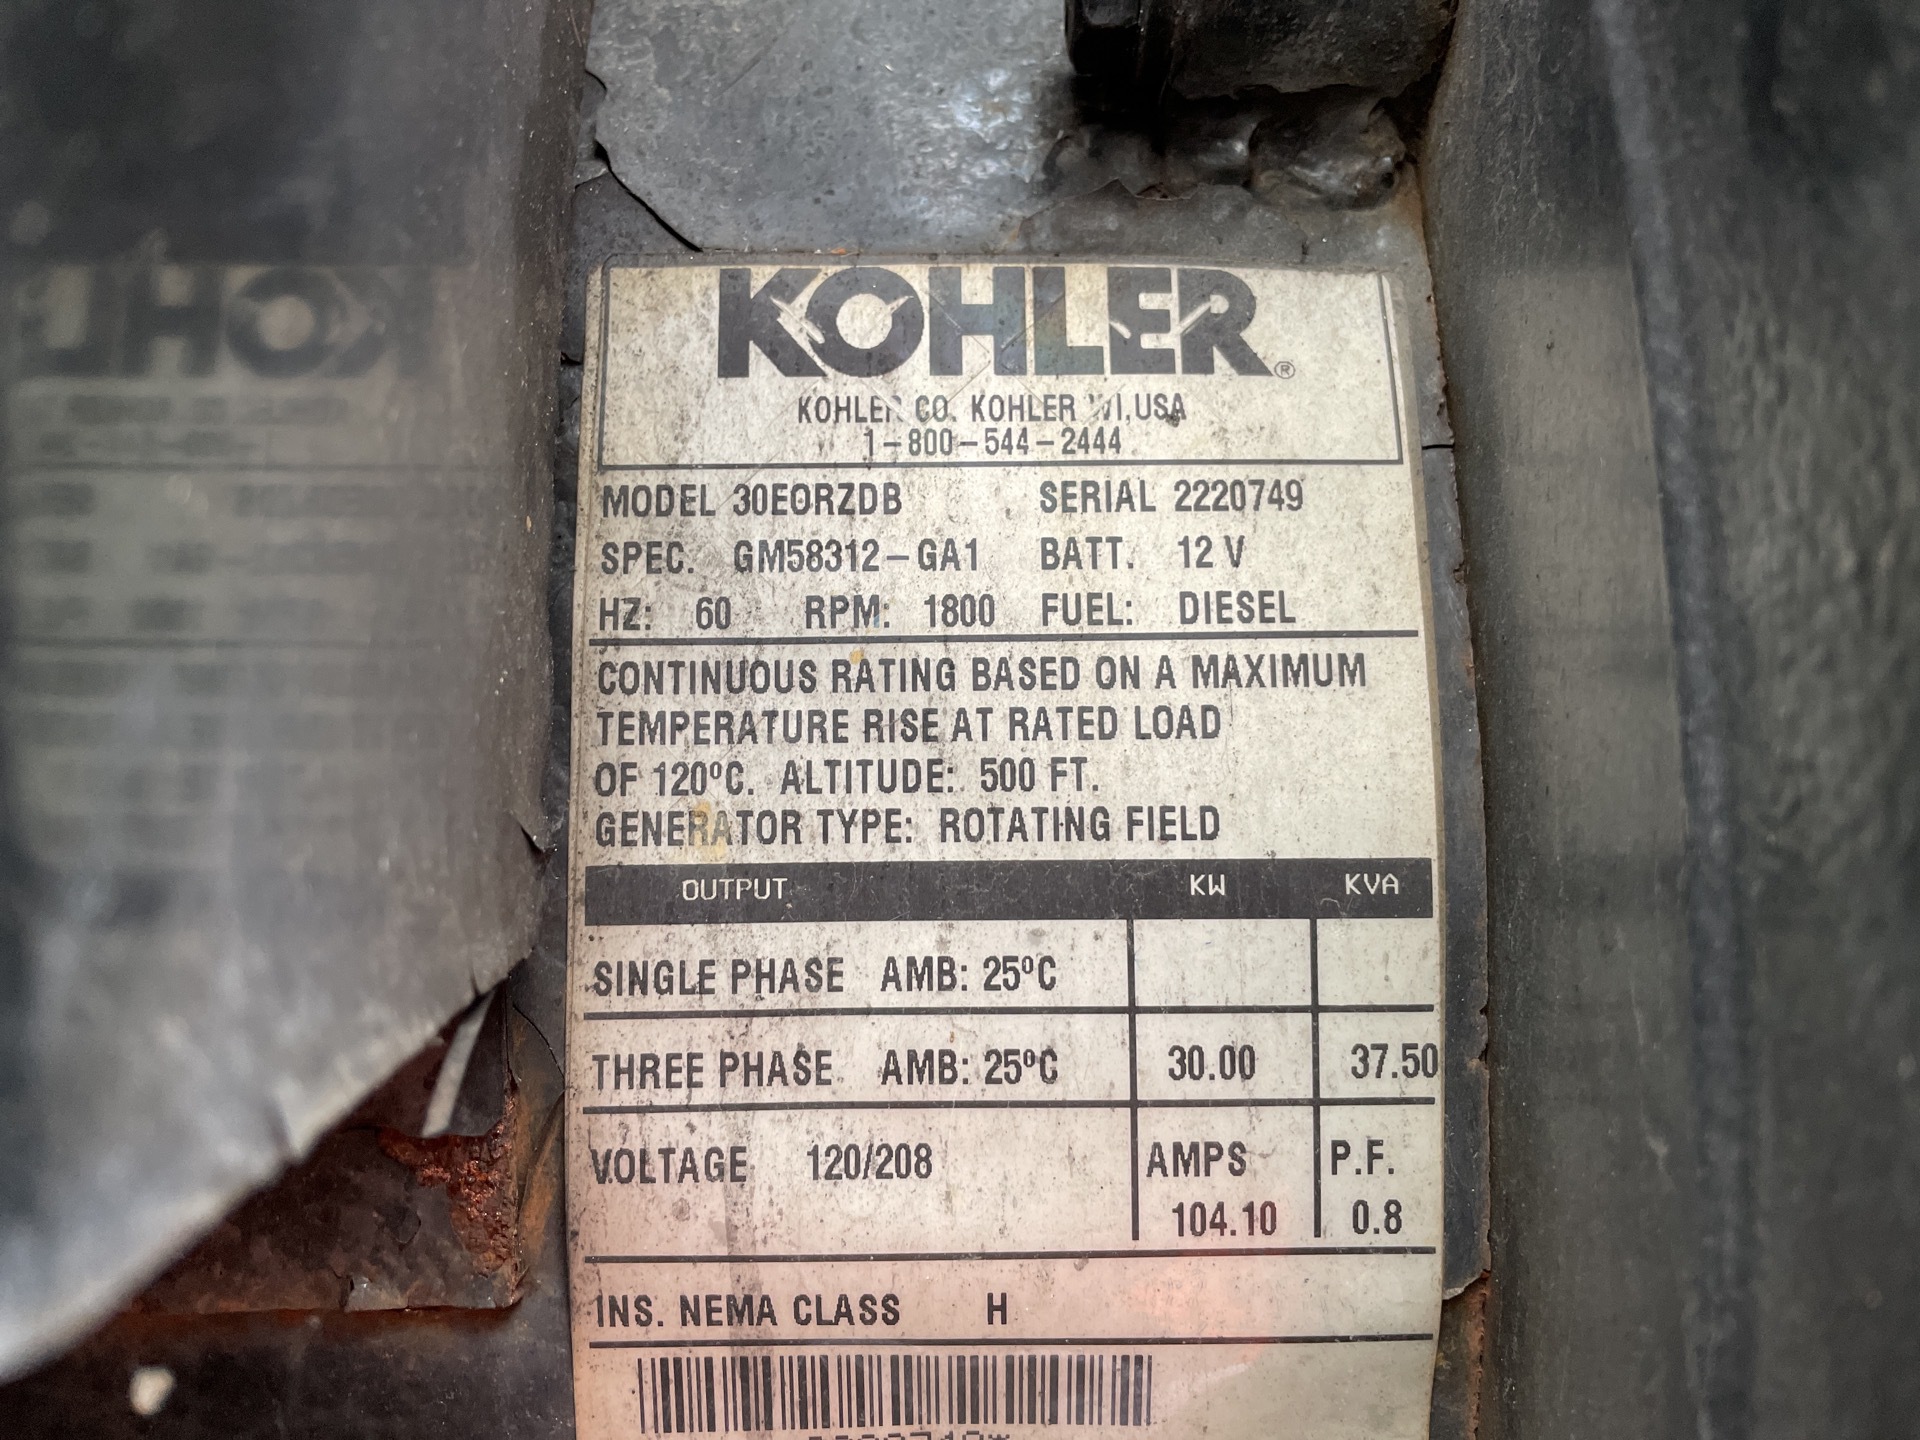 KOHLER®
KOHLER CO. KOHLER WI, USA
1-800-544-2444
MODEL 30EORZDB SERIAL 2220749
SPEC. GM58312-GA1 BATT. 12 V
HZ: 60 RPM: 1800 FUEL: DIESEL
CONTINUOUS RATING BASED ON A MAXIMUM
TEMPERATURE RISE AT RATED LOAD
OF 120ºC. ALTITUDE: 500 FT.
GENERATOR TYPE: ROTATING FIELD
OUTPUT KW KVA
SINGLE PHASE AMB: 25ºC
THREE PHASE AMB: 25ºC 30.00 37.50
VOLTAGE 120/208 AMPS P.F.
104.10 0.8
INS. NEMA CLASS H